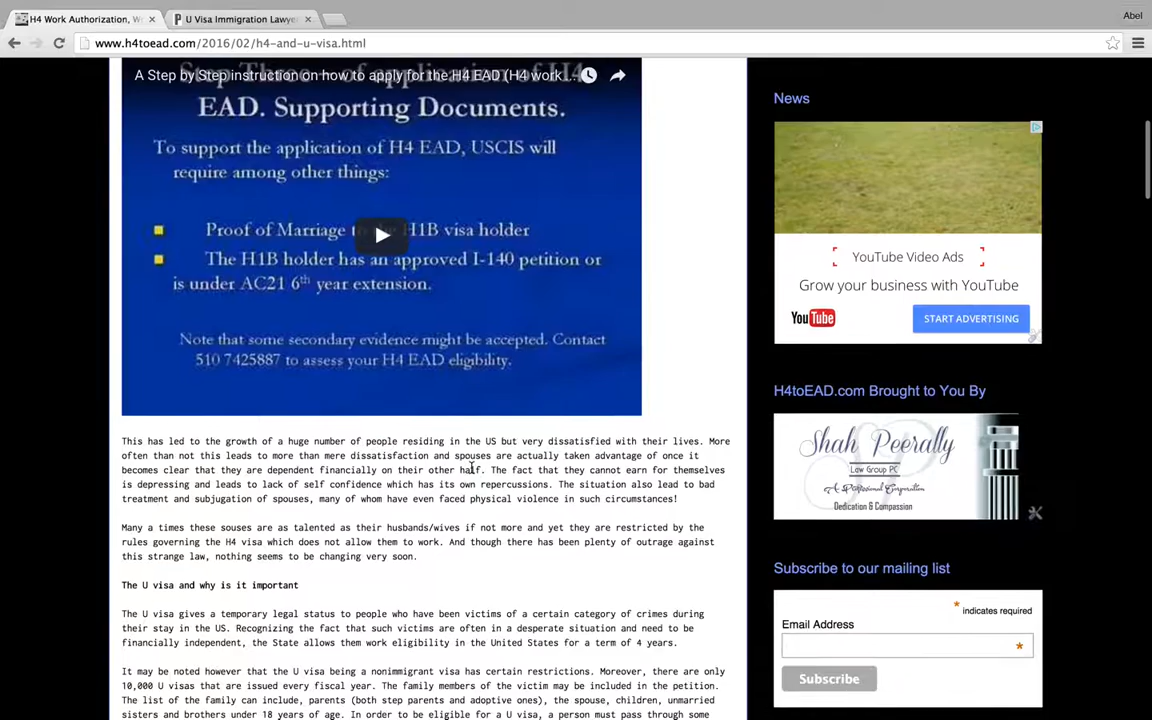 H4 Work Authorization, W
U Visa Immigration Lawye
Abel
www.h4toead.com/2016/02/h4-and-u-visa.html
A Step by Step instruction on how to apply for the H4 EAD (H4 work ...
Step Three of application of H4
EAD. Supporting Documents.
To support the application of H4 EAD, USCIS will
require among other things:
Proof of Marriage to the H1B visa holder
The H1B holder has an approved I-140 petition or
is under AC21 6th year extension.
Note that some secondary evidence might be accepted. Contact
510 7425887 to assess your H4 EAD eligibility.
This has led to the growth of a huge number of people residing in the US but very dissatisfied with their lives. More
often than not this leads to more than mere dissatisfaction and spouses are actually taken advantage of once it
becomes clear that they are dependent financially on their other half. The fact that they cannot earn for themselves
is depressing and leads to lack of self confidence which has its own repercussions. The situation also lead to bad
treatment and subjugation of spouses, many of whom have even faced physical violence in such circumstances!
Many a times these souses are as talented as their husbands/wives if not more and yet they are restricted by the
rules governing the H4 visa which does not allow them to work. And though there has been plenty of outrage against
this strange law, nothing seems to be changing very soon.
The U visa and why is it important
The U visa gives a temporary legal status to people who have been victims of a certain category of crimes during
their stay in the US. Recognizing the fact that such victims are often in a desperate situation and need to be
financially independent, the State allows them work eligibility in the United States for a term of 4 years.
It may be noted however that the U visa being a nonimmigrant visa has certain restrictions. Moreover, there are only
10,000 U visas that are issued every fiscal year. The family members of the victim may be included in the petition.
The list of the family can include, parents (both step parents and adoptive ones), the spouse, children, unmarried
sisters and brothers under 18 years of age. In order to be eligible for a U visa, a person must pass through some
News
YouTube Video Ads
Grow your business with YouTube
YouTube
START ADVERTISING
H4toEAD.com Brought to You By
Shah Peerally
Law Group PC
A Professional Corporation
Dedication & Compassion
Subscribe to our mailing list
* indicates required
Email Address
*
Subscribe